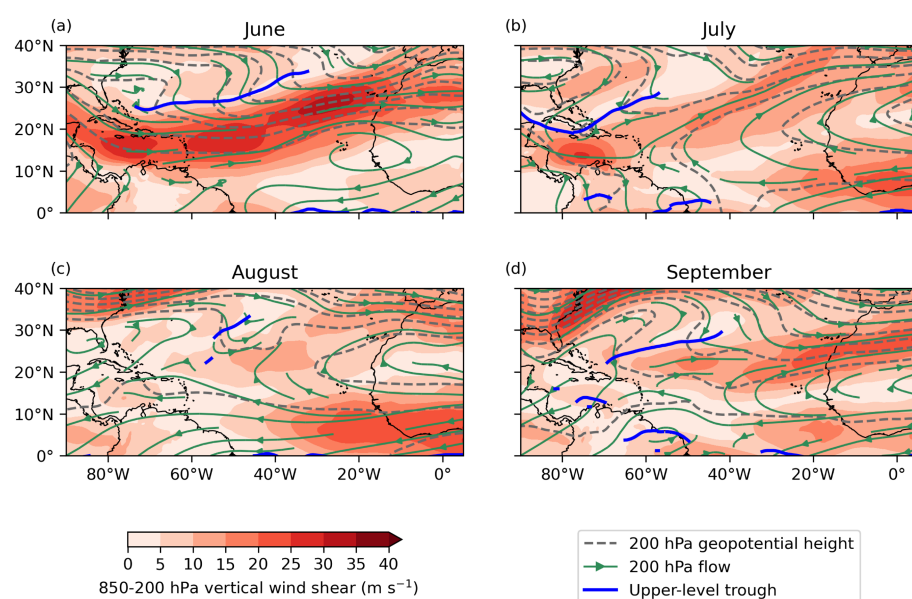 (a) June
(b) July
40°N
30°N
20°N
10°N
0°
(c) August
(d) September
40°N
30°N
20°N
10°N
0°
80°W 60°W 40°W 20°W 0°
80°W 60°W 40°W 20°W 0°
0 5 10 15 20 25 30 35 40
850-200 hPa vertical wind shear (m s⁻¹)
200 hPa geopotential height
200 hPa flow
Upper-level trough